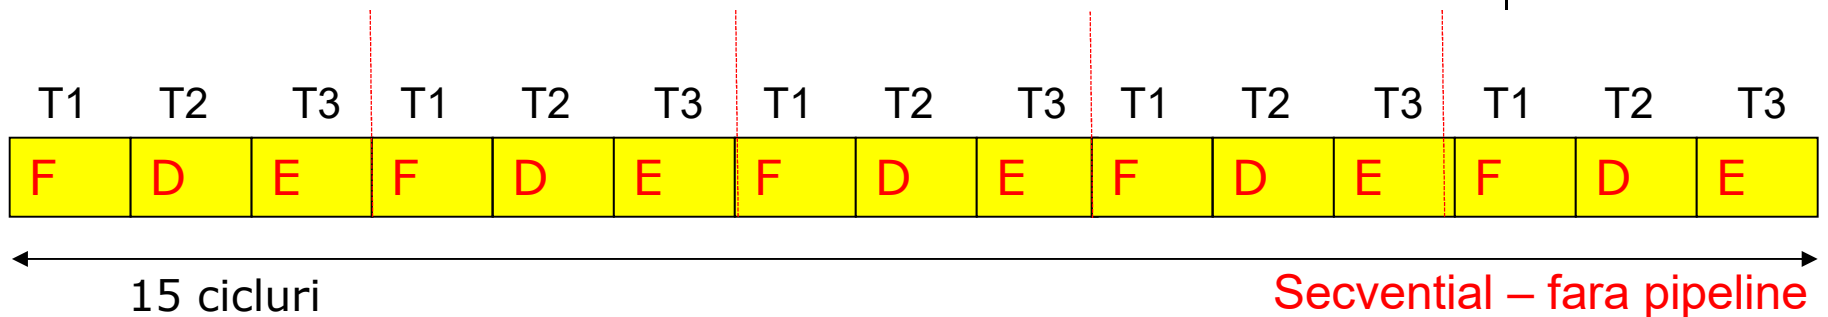 T1 T2 T3 T1 T2 T3 T1 T2 T3 T1 T2 T3 T1 T2 T3
F D E F D E F D E F D E F D E
15 cicluri
Secvential – fara pipeline